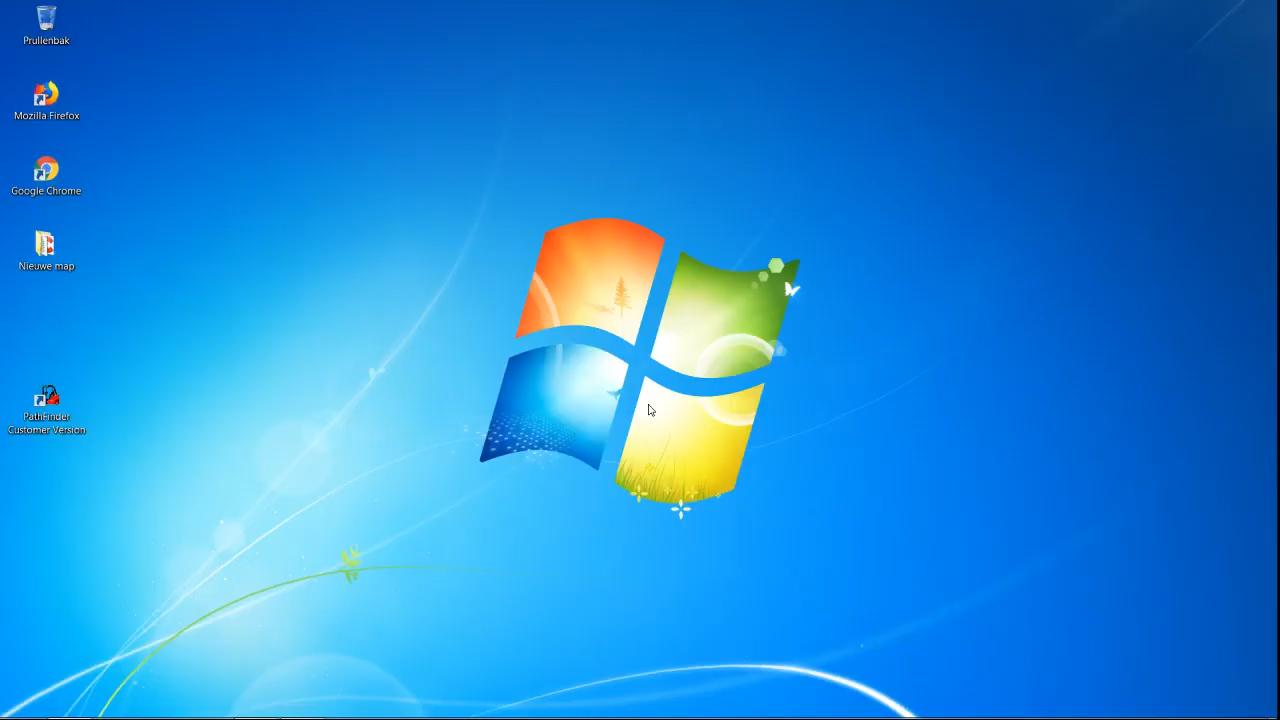 Prullenbak
Mozilla Firefox
Google Chrome
Nieuwe map
PathFinder
Customer Version